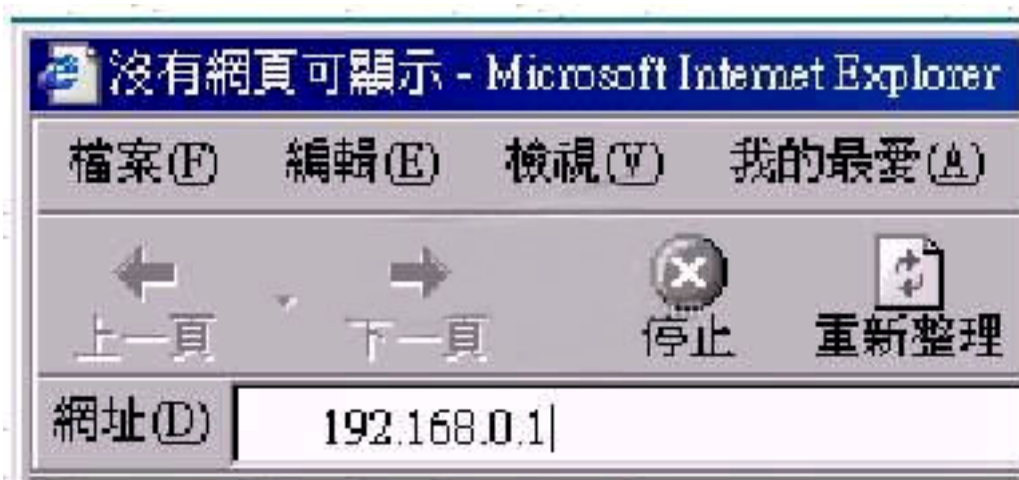 沒有網頁可顯示 - Microsoft Internet Explorer
檔案(F) 編輯(E) 檢視(V) 我的最愛(A)
上一頁 下一頁 停止 重新整理
網址(D) 192.168.0.1